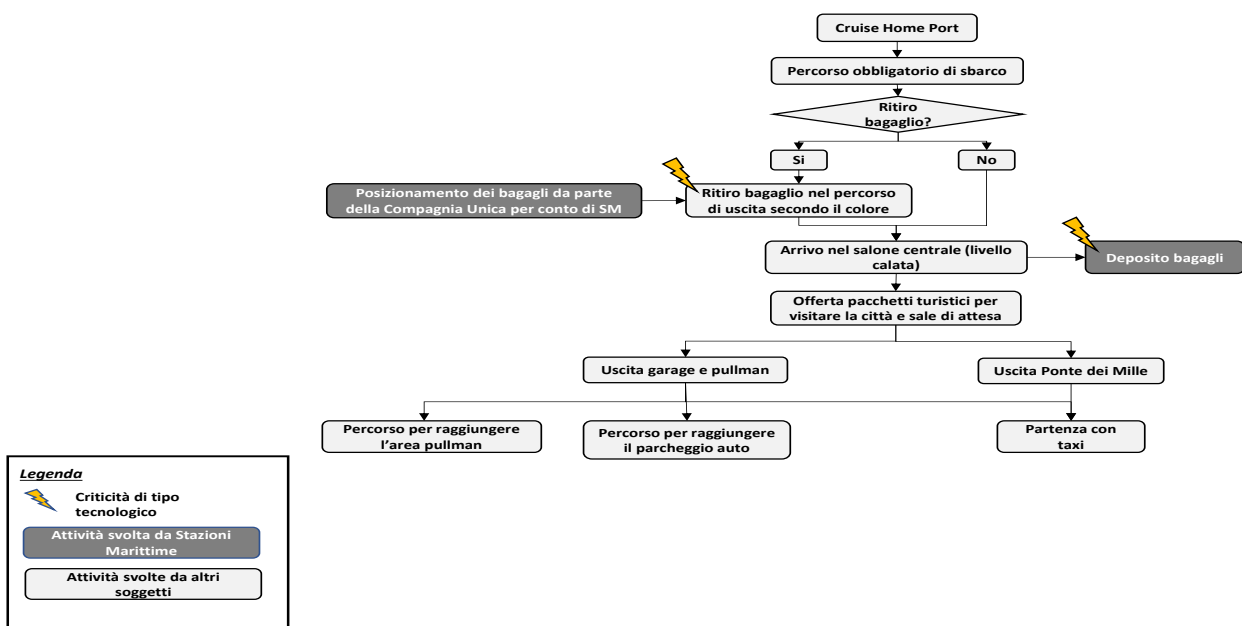 Cruise Home Port
Percorso obbligatorio di sbarco
Ritiro
bagaglio?
Si
No
Posizionamento dei bagagli da parte
della Compagnia Unica per conto di SM
Ritiro bagaglio nel percorso
di uscita secondo il colore
Arrivo nel salone centrale (livello
calata)
Deposito bagagli
Offerta pacchetti turistici per
visitare la città e sale di attesa
Uscita garage e pullman
Uscita Ponte dei Mille
Percorso per raggiungere
l'area pullman
Percorso per raggiungere
il parcheggio auto
Partenza con
taxi
Legenda
Criticità di tipo
tecnologico
Attività svolta da Stazioni
Marittime
Attività svolte da altri
soggetti